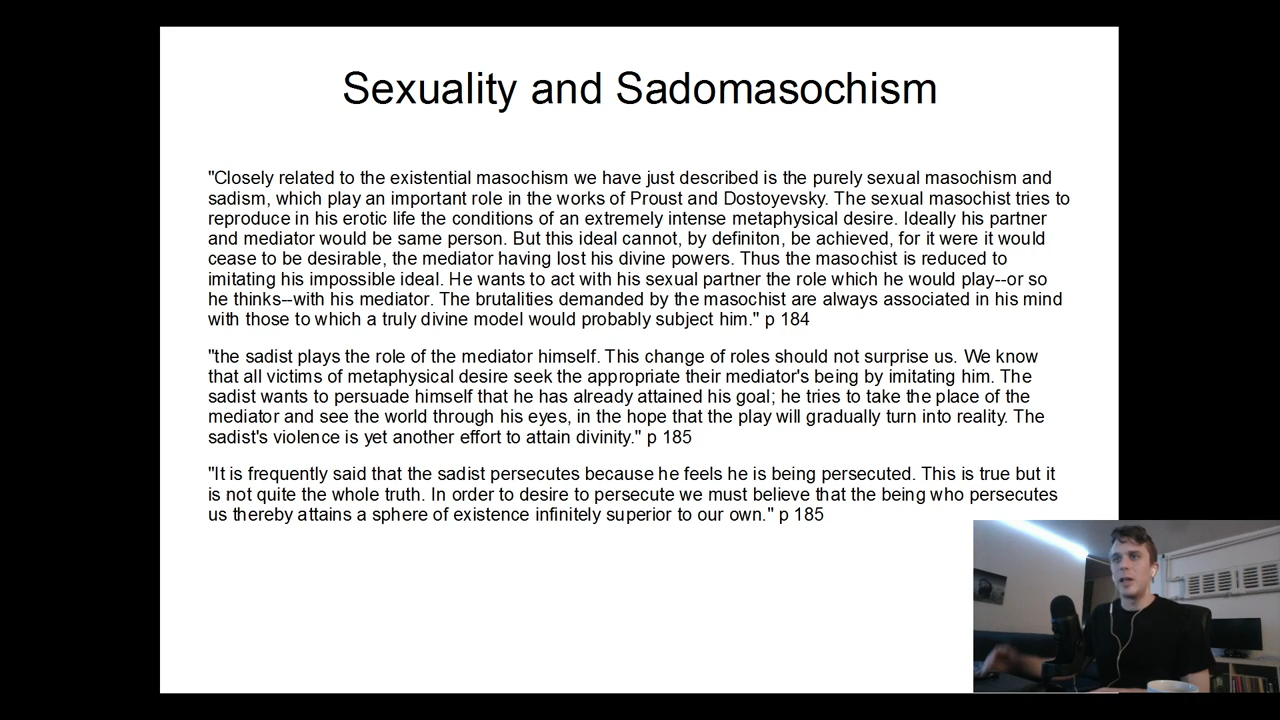 Sexuality and Sadomasochism
"Closely related to the existential masochism we have just described is the purely sexual masochism and
sadism, which play an important role in the works of Proust and Dostoyevsky. The sexual masochist tries to
reproduce in his erotic life the conditions of an extremely intense metaphysical desire. Ideally his partner
and mediator would be same person. But this ideal cannot, by definiton, be achieved, for it were it would
cease to be desirable, the mediator having lost his divine powers. Thus the masochist is reduced to
imitating his impossible ideal. He wants to act with his sexual partner the role which he would play--or so
he thinks--with his mediator. The brutalities demanded by the masochist are always associated in his mind
with those to which a truly divine model would probably subject him." p 184
"the sadist plays the role of the mediator himself. This change of roles should not surprise us. We know
that all victims of metaphysical desire seek the appropriate their mediator's being by imitating him. The
sadist wants to persuade himself that he has already attained his goal; he tries to take the place of the
mediator and see the world through his eyes, in the hope that the play will gradually turn into reality. The
sadist's violence is yet another effort to attain divinity." p 185
"It is frequently said that the sadist persecutes because he feels he is being persecuted. This is true but it
is not quite the whole truth. In order to desire to persecute we must believe that the being who persecutes
us thereby attains a sphere of existence infinitely superior to our own." p 185